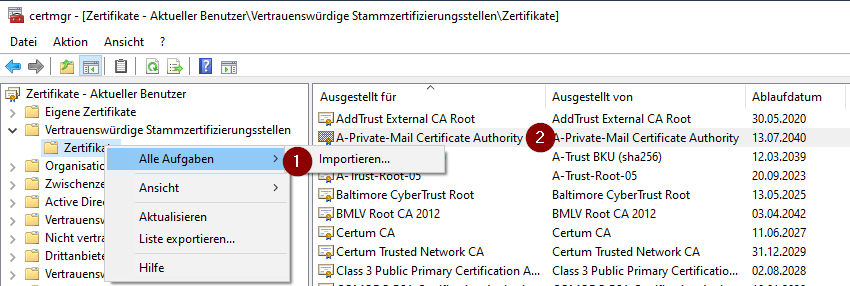 certmgr - [Zertifikate - Aktueller Benutzer\Vertrauenswürdige Stammzertifizierungsstellen\Zertifikate]
Datei Aktion Ansicht ?
Zertifikate - Aktueller Benutzer
Eigene Zertifikate
Vertrauenswürdige Stammzertifizierungsstellen
Zertifikat
Organisatio
Zwischenze
Active Direc
Vertrauensw
Nicht vertra
Drittanbiete
Vertrauensw
Alle Aufgaben
Ansicht
Aktualisieren
Liste exportieren...
Hilfe
1
Importieren...
Ausgestellt für Ausgestellt von Ablaufdatum
AddTrust External CA Root AddTrust External CA Root 30.05.2020
A-Private-Mail Certificate Authority 2 A-Private-Mail Certificate Authority 13.07.2040
A-Trust BKU (sha256) 12.03.2039
A-Trust-Root-05 A-Trust-Root-05 20.09.2023
Baltimore CyberTrust Root Baltimore CyberTrust Root 13.05.2025
BMLV Root CA 2012 BMLV Root CA 2012 03.04.2042
Certum CA Certum CA 11.06.2027
Certum Trusted Network CA Certum Trusted Network CA 31.12.2029
Class 3 Public Primary Certification A... Class 3 Public Primary Certificatio... 02.08.2028